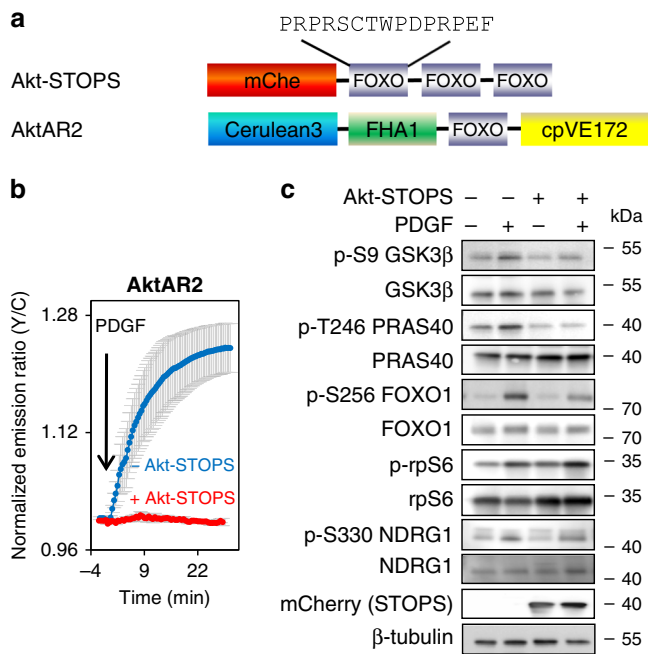 a
PRPRSCTWPDPRPEF
Akt-STOPS mChe FOXO FOXO FOXO
AktAR2 Cerulean3 FHA1 FOXO cpVE172
b
AktAR2
Normalized emission ratio (Y/C)
1.28
1.12
0.96
PDGF
– Akt-STOPS
+ Akt-STOPS
–4 9 22
Time (min)
c
Akt-STOPS – – + +
PDGF – + – + kDa
p-S9 GSK3β – 55
GSK3β – 55
p-T246 PRAS40 – 40
PRAS40 – 40
p-S256 FOXO1 – 70
FOXO1 – 70
p-rpS6 – 35
rpS6 – 35
p-S330 NDRG1 – 40
NDRG1 – 40
mCherry (STOPS) – 40
β-tubulin – 55